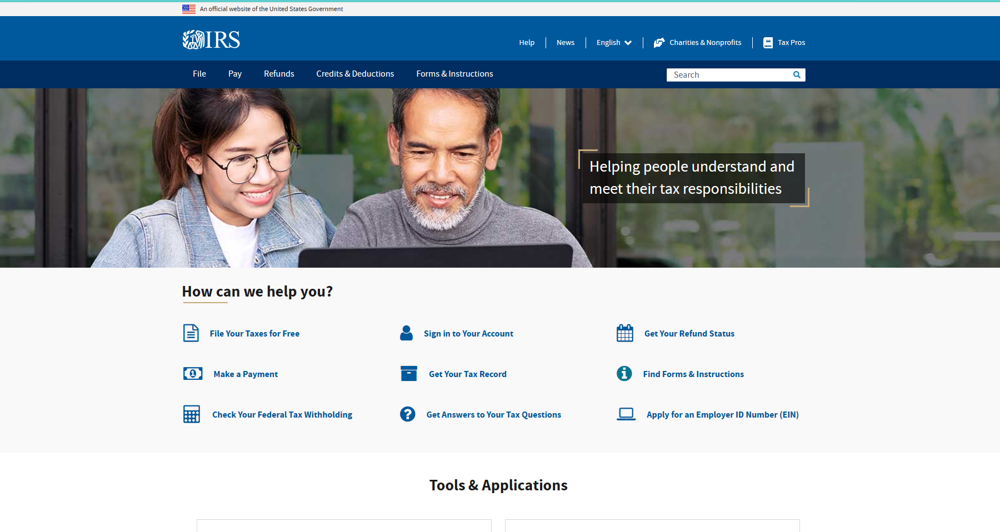 An official website of the United States Government
IRS
Help
News
English
Charities & Nonprofits
Tax Pros
File
Pay
Refunds
Credits & Deductions
Forms & Instructions
Search
Helping people understand and
meet their tax responsibilities
How can we help you?
File Your Taxes for Free
Sign in to Your Account
Get Your Refund Status
Make a Payment
Get Your Tax Record
Find Forms & Instructions
Check Your Federal Tax Withholding
Get Answers to Your Tax Questions
Apply for an Employer ID Number (EIN)
Tools & Applications